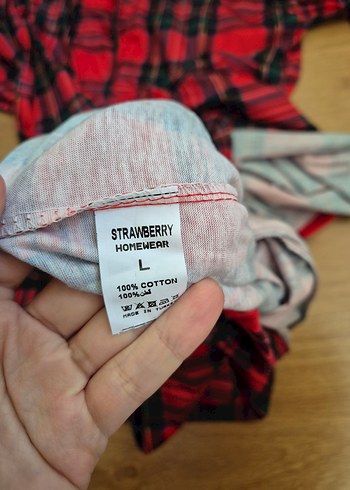 STRAWBERRY
HOMEWEAR
L
100% COTTON
100%
MADE IN TURKEY